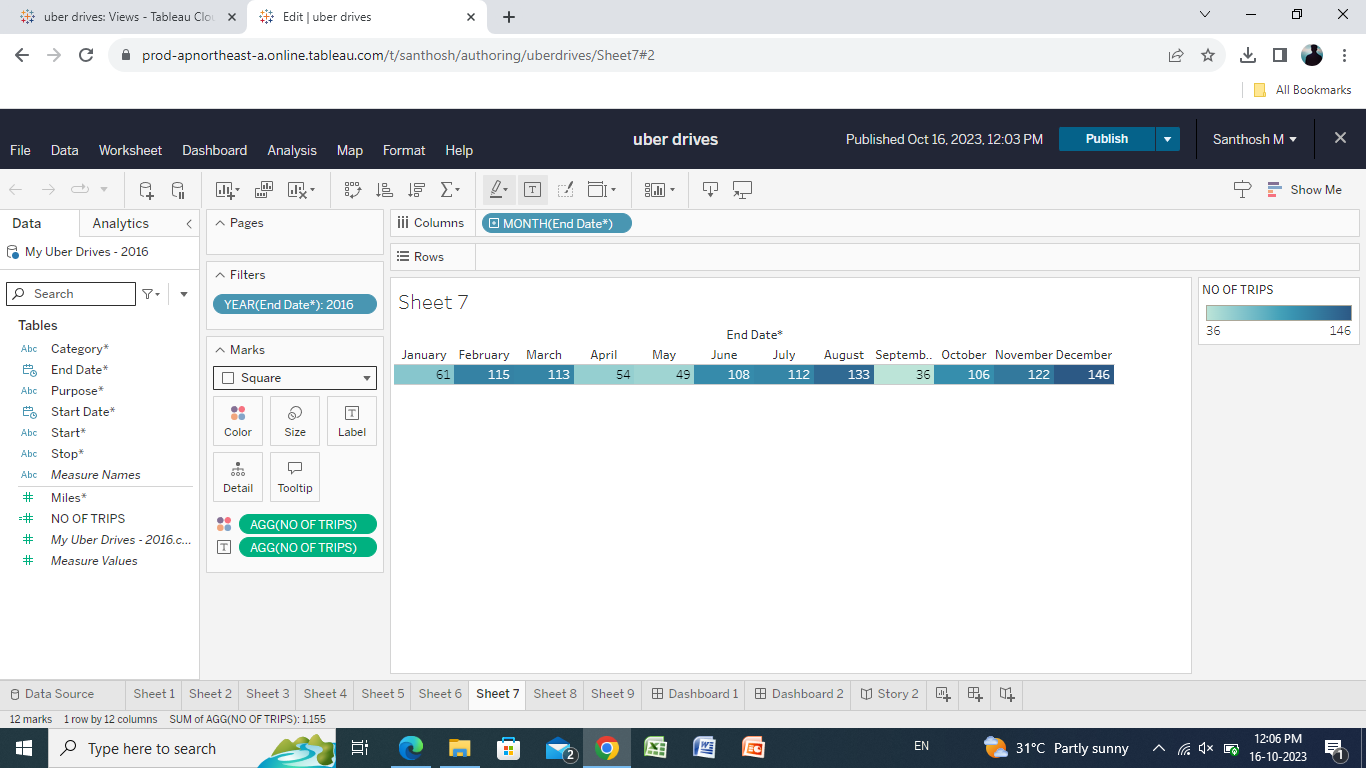 uber drives: Views - Tableau Clou
Edit | uber drives
prod-apnortheast-a.online.tableau.com/t/santhosh/authoring/uberdrives/Sheet7#2
All Bookmarks
uber drives
Published Oct 16, 2023, 12:03 PM
Publish
Santhosh M
File Data Worksheet Dashboard Analysis Map Format Help
Show Me
Data Analytics
My Uber Drives - 2016
Search
Tables
Abc Category*
End Date*
Abc Purpose*
Start Date*
Abc Start*
Abc Stop*
Abc Measure Names
Miles*
NO OF TRIPS
My Uber Drives - 2016.c...
Measure Values
Pages
Filters
YEAR(End Date*): 2016
Marks
Square
Color Size Label
Detail Tooltip
AGG(NO OF TRIPS)
AGG(NO OF TRIPS)
Columns MONTH(End Date*)
Rows
Sheet 7
End Date*
January February March April May June July August Septemb.. October November December
61 115 113 54 49 108 112 133 36 106 122 146
NO OF TRIPS
36 146
Data Source Sheet 1 Sheet 2 Sheet 3 Sheet 4 Sheet 5 Sheet 6 Sheet 7 Sheet 8 Sheet 9 Dashboard 1 Dashboard 2 Story 2
12 marks 1 row by 12 columns SUM of AGG(NO OF TRIPS): 1,155
Type here to search
2
EN
31°C Partly sunny
12:06 PM
16-10-2023
1